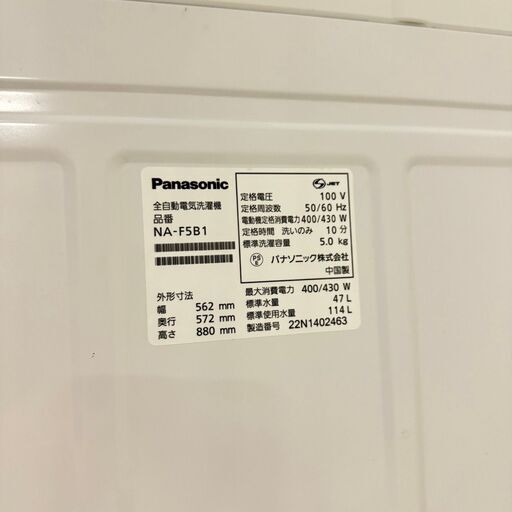 Panasonic
全自動電気洗濯機
品番
NA-F5B1
外形寸法
幅 562 mm
奥行 572 mm
高さ 880 mm
JET
定格電圧 100 V
定格周波数 50/60 Hz
電動機定格消費電力 400/430 W
定格時間 洗いのみ 10 分
標準洗濯容量 5.0 kg
PS E パナソニック株式会社
中国製
最大消費電力 400/430 W
標準水量 47 L
標準使用水量 114 L
製造番号 22N1402463